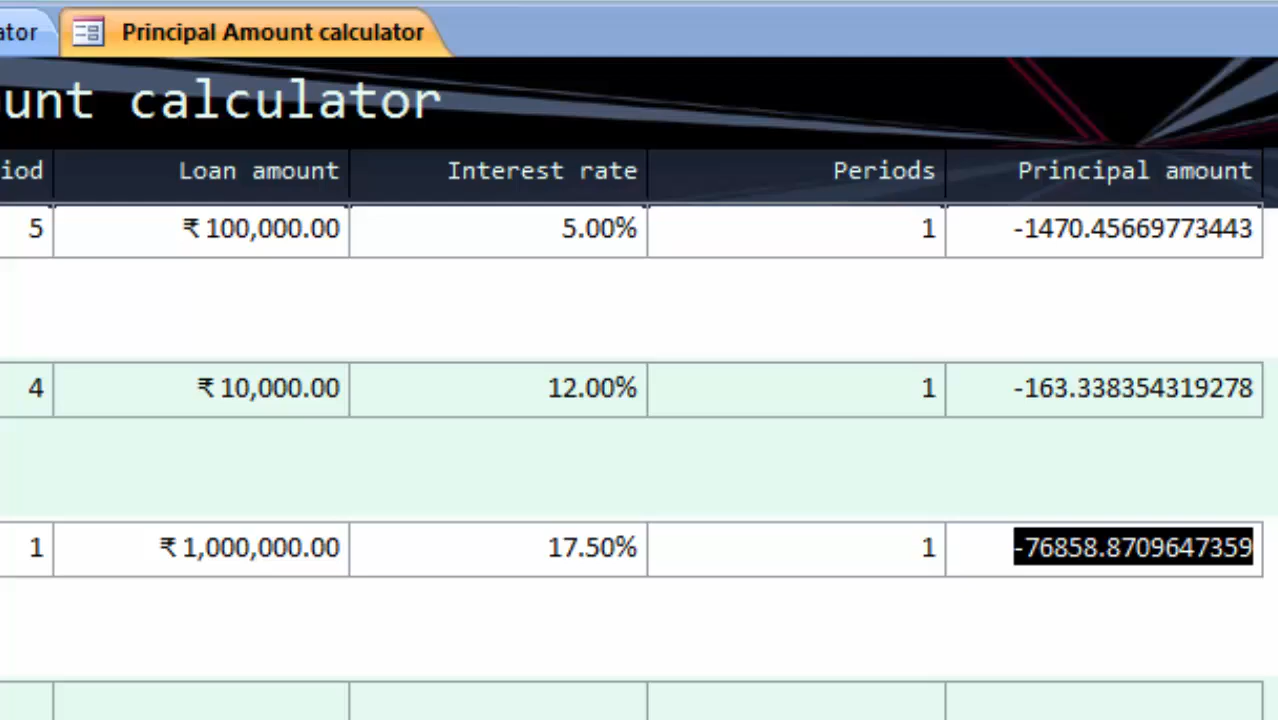 ator Principal Amount calculator
unt calculator
iod Loan amount Interest rate Periods Principal amount
5 ₹ 100,000.00 5.00% 1 -1470.45669773443
4 ₹ 10,000.00 12.00% 1 -163.338354319278
1 ₹ 1,000,000.00 17.50% 1 -76858.8709647359